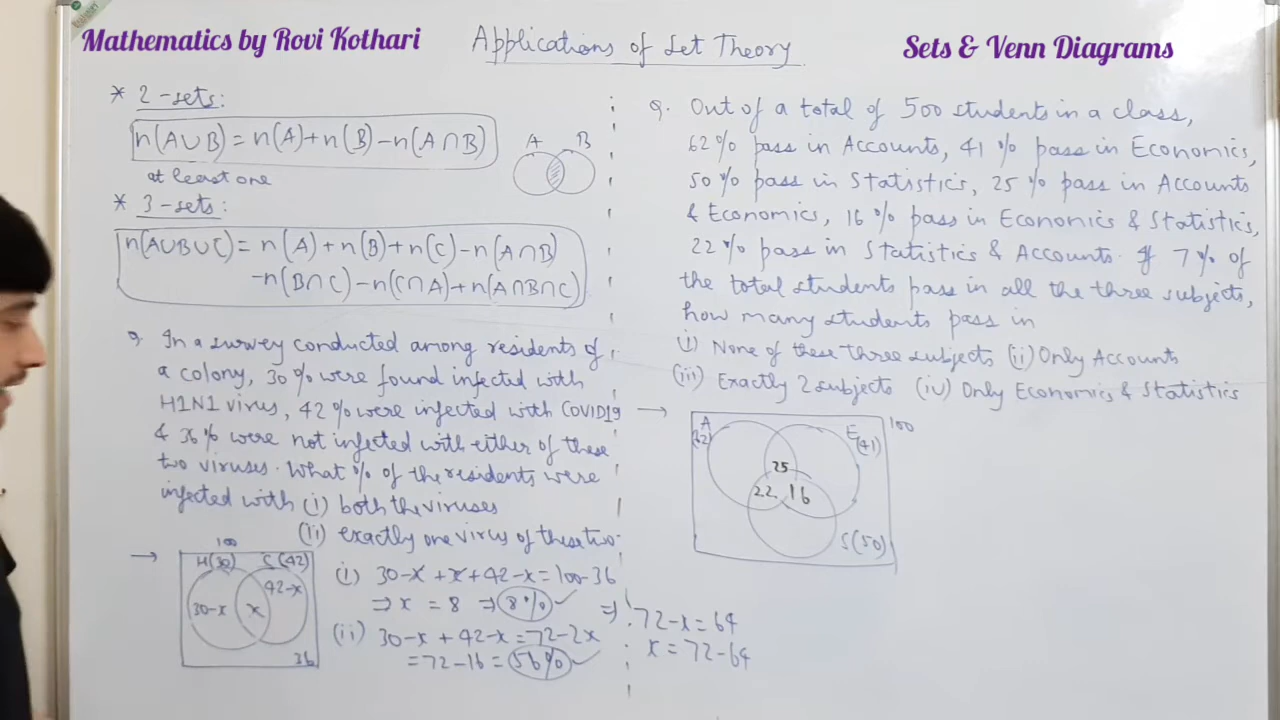 Mathematics by Rovi Kothari
Applications of Set Theory
Sets & Venn Diagrams
* 2-sets:
n(A∪B) = n(A)+n(B)-n(A∩B)
at least one
A B
* 3-sets:
n(A∪B∪C) = n(A)+n(B)+n(C)-n(A∩B)
-n(B∩C)-n(C∩A)+n(A∩B∩C)
Q. In a survey conducted among residents of
a colony, 30% were found infected with
H1N1 virus, 42% were infected with COVID19
& 36% were not infected with either of these
two viruses. What % of the residents were
infected with (i) both the viruses
(ii) exactly one virus of these two.
→ 100
H(30) C(42)
30-x x 42-x
36
(i) 30-x+x+42-x=100-36
⇒ x = 8 ⇒ 8% ✓
(ii) 30-x+42-x=72-2x
=72-16=56% ✓
⇒ 72-x=64
x=72-64
Q. Out of a total of 500 students in a class,
62% pass in Accounts, 41% pass in Economics,
50% pass in Statistics, 25% pass in Accounts
& Economics, 16% pass in Economics & Statistics,
22% pass in Statistics & Accounts. If 7% of
the total students pass in all the three subjects,
how many students pass in
(i) None of these three subjects (ii) Only Accounts
(iii) Exactly 2 subjects (iv) Only Economics & Statistics
→ A E 100
(62) (41)
25
22 16
S(50)